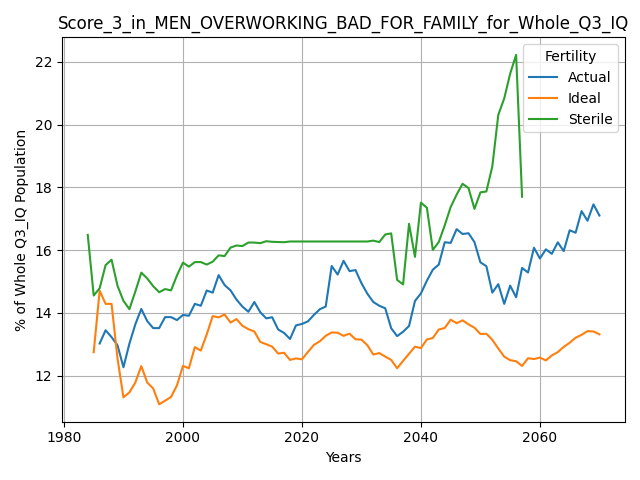 Score_3_in_MEN_OVERWORKING_BAD_FOR_FAMILY_for_Whole_Q3_IQ
% of Whole Q3_IQ Population
22
20
18
16
14
12
Fertility
Actual
Ideal
Sterile
1980 2000 2020 2040 2060
Years